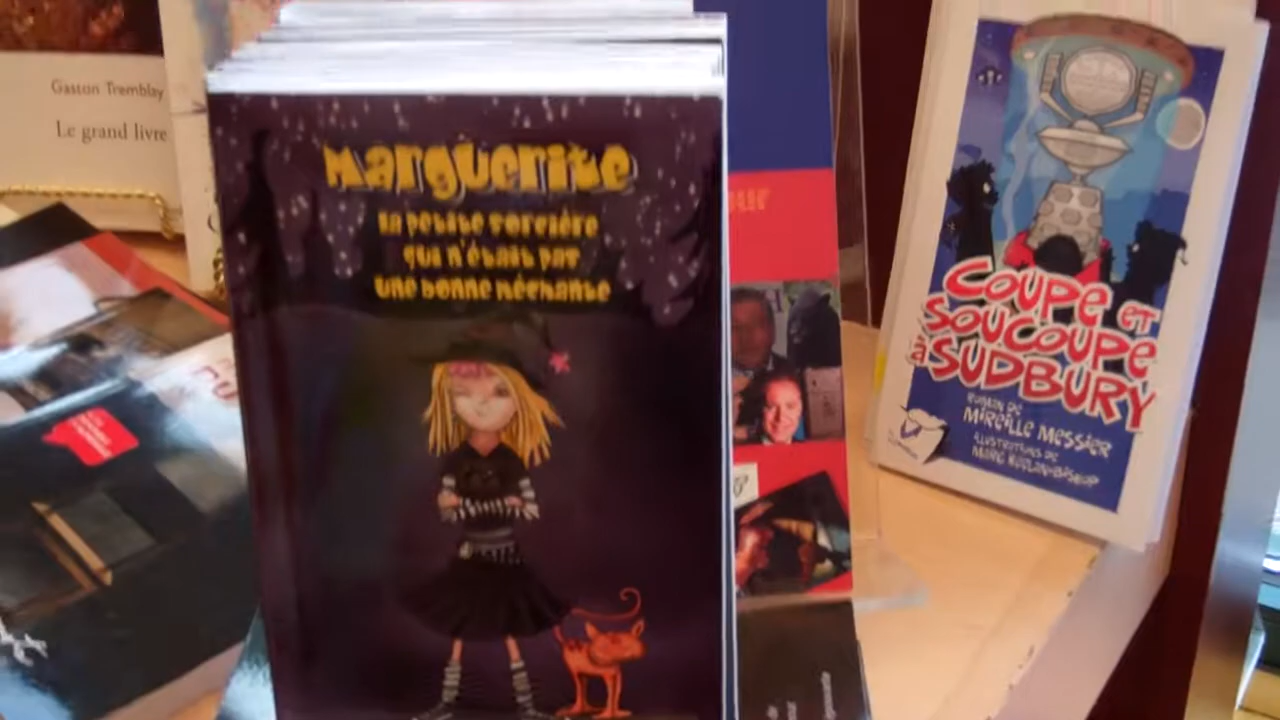 Gaston Tremblay
Le grand livre
Marguerite
la petite sorcière
qui n'était pas
une bonne méchante
COUPE ET
SOUCOUPE
à SUDBURY
ROMAN DE
MIREILLE MESSIER
ILLUSTRATIONS DE